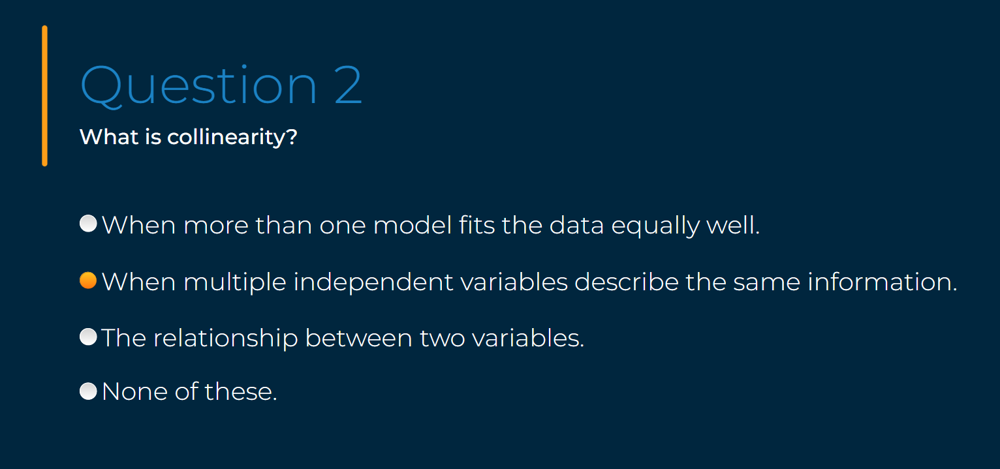 Question 2
What is collinearity?
When more than one model fits the data equally well.
When multiple independent variables describe the same information.
The relationship between two variables.
None of these.